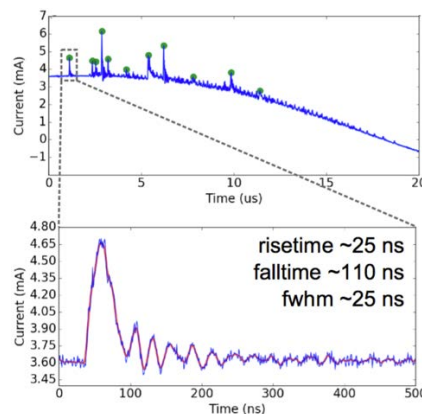 Current (mA)
7
6
5
4
3
2
1
0
−1
0 5 10 15 20
Time (us)
Current (mA)
4.80
4.65
4.50
4.35
4.20
4.05
3.90
3.75
3.60
3.45
risetime ~25 ns
falltime ~110 ns
fwhm ~25 ns
0 100 200 300 400 500
Time (ns)